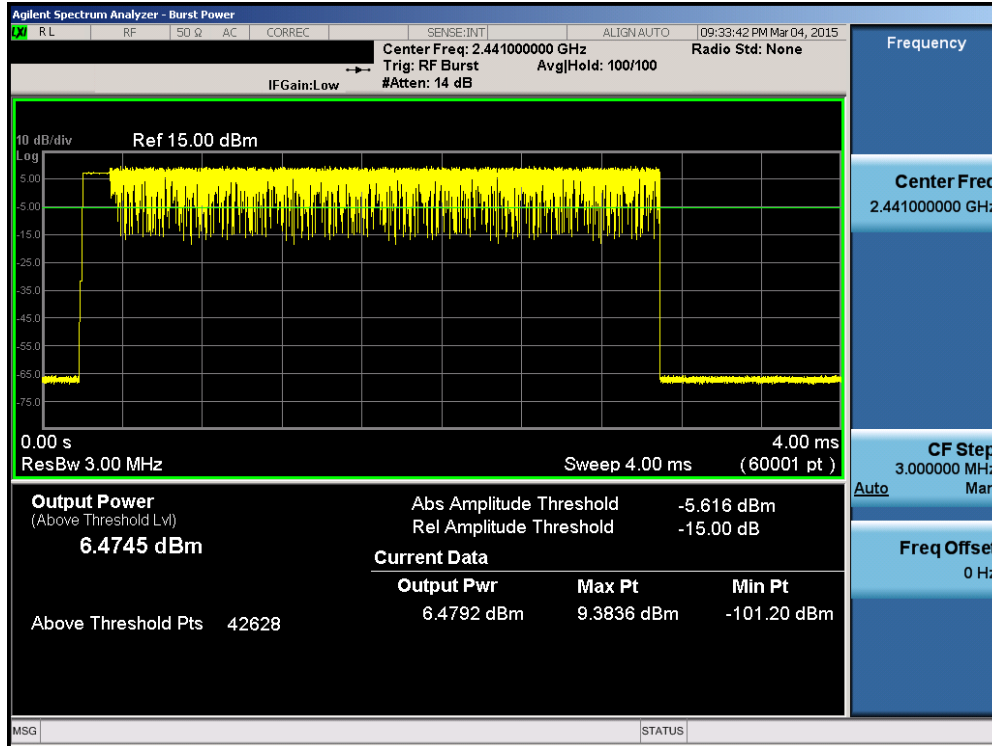 Agilent Spectrum Analyzer - Burst Power
LXI RL RF 50 Ω AC CORREC SENSE:INT ALIGN AUTO 09:33:42 PM Mar 04, 2015
Center Freq: 2.441000000 GHz Radio Std: None
Trig: RF Burst Avg|Hold: 100/100
IFGain:Low #Atten: 14 dB
10 dB/div Ref 15.00 dBm
Log
5.00
-5.00
-15.0
-25.0
-35.0
-45.0
-55.0
-65.0
-75.0
0.00 s 4.00 ms
ResBw 3.00 MHz Sweep 4.00 ms (60001 pt)
Output Power
(Above Threshold Lvl)
6.4745 dBm
Above Threshold Pts 42628
Abs Amplitude Threshold -5.616 dBm
Rel Amplitude Threshold -15.00 dB
Current Data
Output Pwr Max Pt Min Pt
6.4792 dBm 9.3836 dBm -101.20 dBm
Frequency
Center Freq
2.441000000 GHz
CF Step
3.000000 MHz
Auto Man
Freq Offset
0 Hz
MSG STATUS